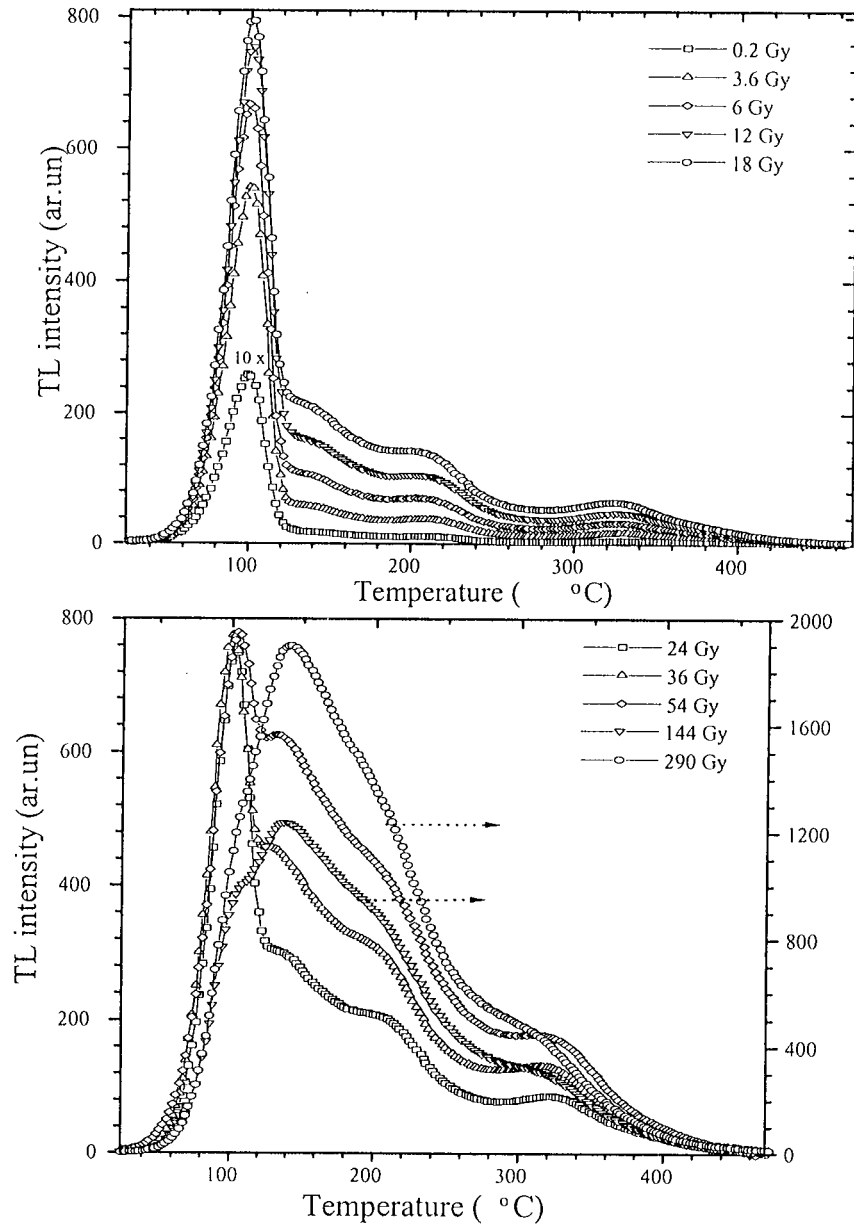 800
600
400
200
0
TL intensity (ar.un)
0.2 Gy
3.6 Gy
6 Gy
12 Gy
18 Gy
10 x
100 200 300 400
Temperature ( °C)
800
600
400
200
0
TL intensity (ar.un)
2000
1600
1200
800
400
0
24 Gy
36 Gy
54 Gy
144 Gy
290 Gy
100 200 300 400
Temperature ( °C)